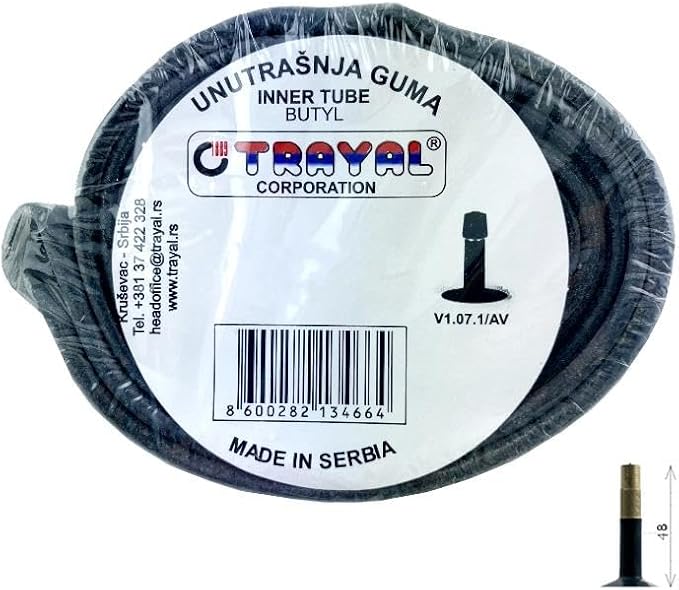 UNUTRAŠNJA GUMA
INNER TUBE
BUTYL
1889
TRAYAL®
CORPORATION
Kruševac - Srbija
Tel. +381 37 422 328
headoffice@trayal.rs
www.trayal.rs
V1.07.1/AV
8 600282 134664
MADE IN SERBIA
48